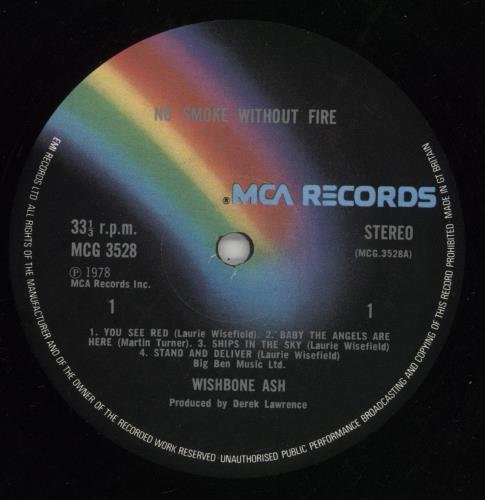 NO SMOKE WITHOUT FIRE
® MCA RECORDS
33⅓ r.p.m.
MCG 3528
STEREO
(MCG.3528A)
Ⓟ 1978
MCA Records Inc.
1
1
1. YOU SEE RED (Laurie Wisefield). 2. BABY THE ANGELS ARE
HERE (Martin Turner). 3. SHIPS IN THE SKY (Laurie Wisefield)
4. STAND AND DELIVER (Laurie Wisefield)
Big Ben Music Ltd.
WISHBONE ASH
Produced by Derek Lawrence
EMI RECORDS LTD ALL RIGHTS OF THE MANUFACTURER AND OF THE OWNER OF THE RECORDED WORK RESERVED · UNAUTHORISED PUBLIC PERFORMANCE BROADCASTING AND COPYING OF THIS RECORD PROHIBITED · MADE IN GT BRITAIN